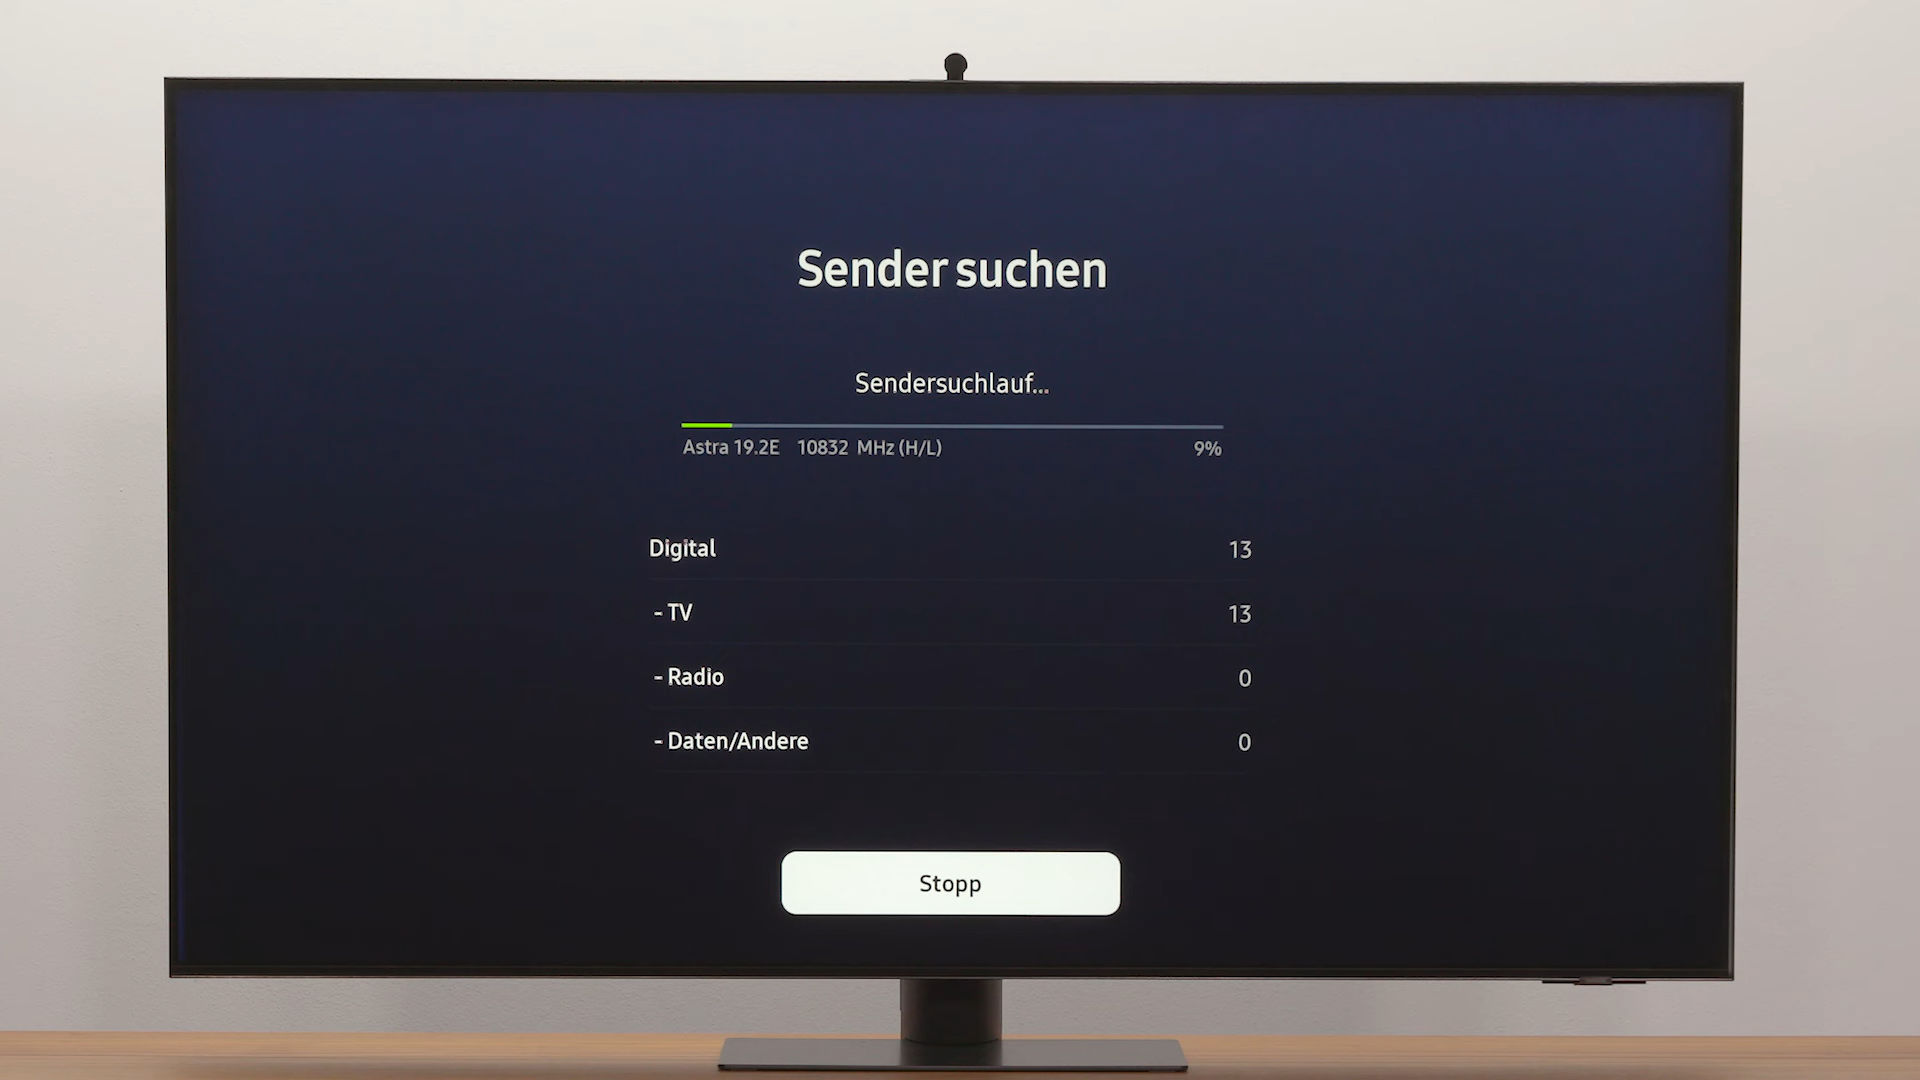 Sender suchen
Sendersuchlauf...
Astra 19.2E 10832 MHz (H/L) 9%
Digital 13
- TV 13
- Radio 0
- Daten/Andere 0
Stopp